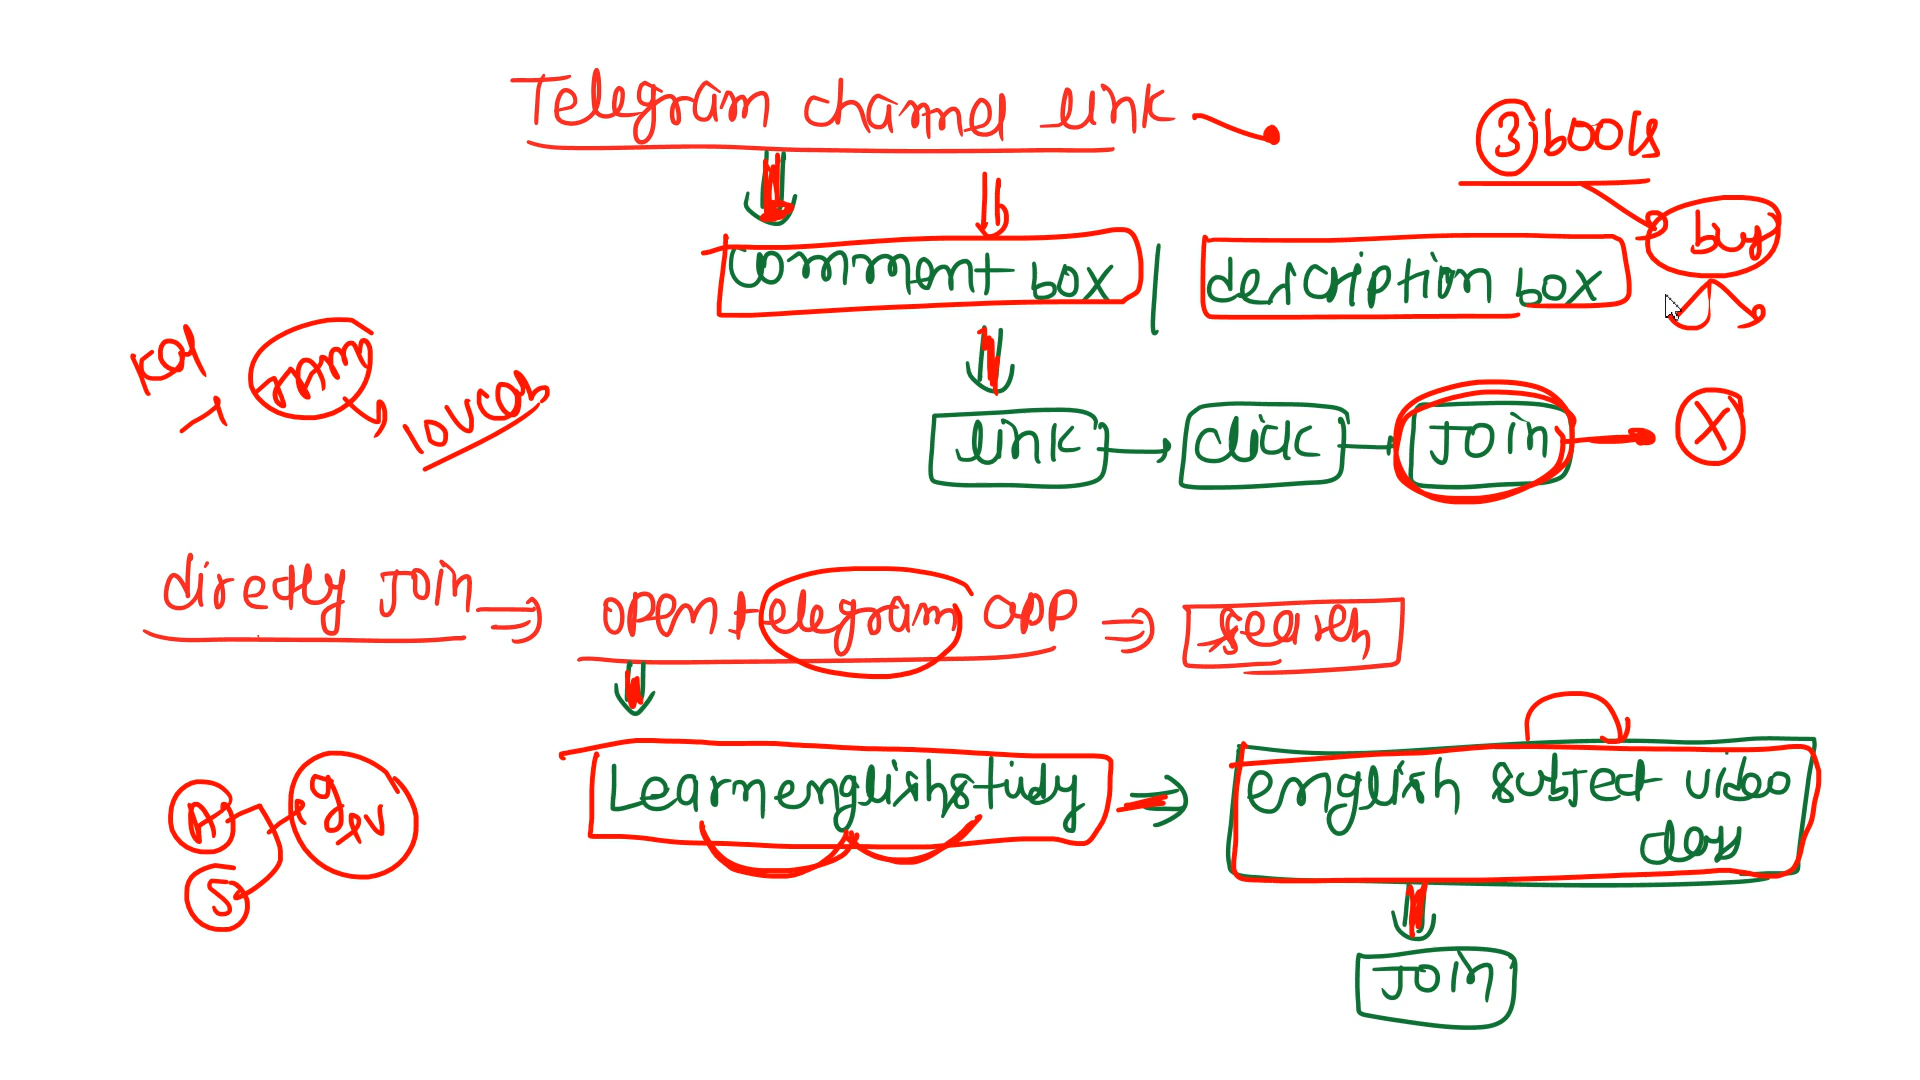 Telegram channel link
3 books
buy
comment box | description box
link click Join X
directly Join ⇒ open telegram app ⇒ search
Learnenglishstudy ⇒ english subject video
A
S
Join